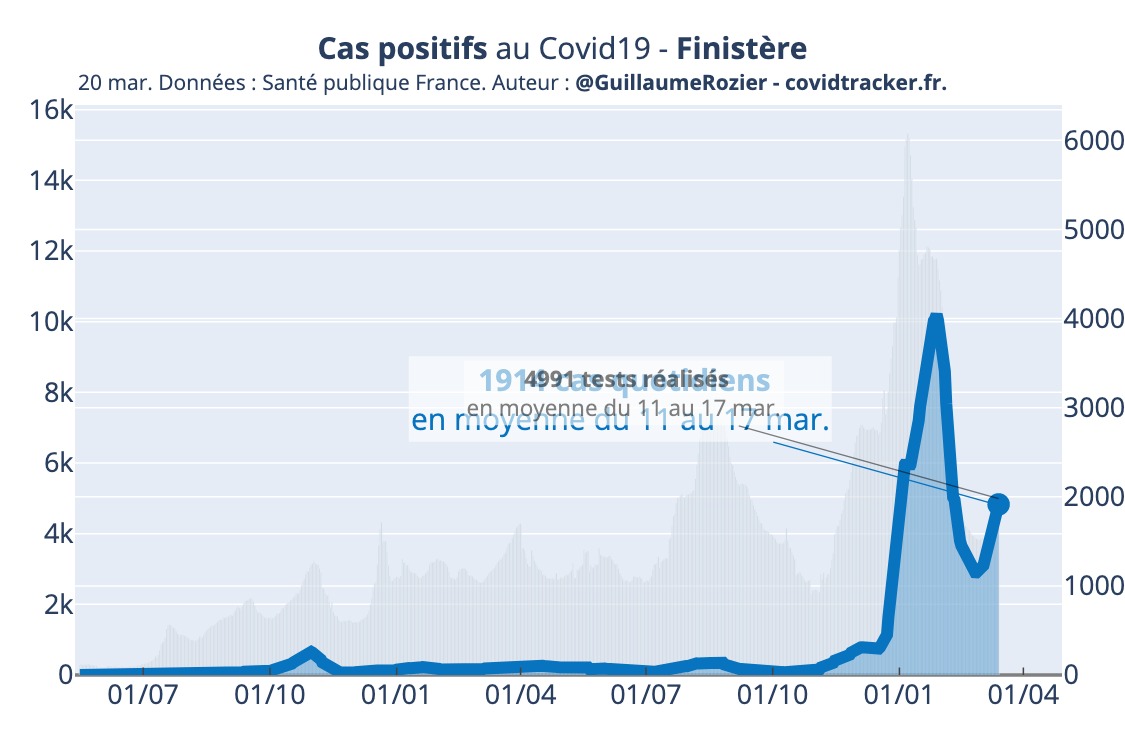 Cas positifs au Covid19 - Finistère
20 mar. Données : Santé publique France. Auteur : @GuillaumeRozier - covidtracker.fr.
16k
14k
12k
10k
8k
6k
4k
2k
0
6000
5000
4000
3000
2000
1000
0
1914 cas quotidiens
en moyenne du 11 au 17 mar.
4991 tests réalisés
en moyenne du 11 au 17 mar.
01/07 01/10 01/01 01/04 01/07 01/10 01/01 01/04